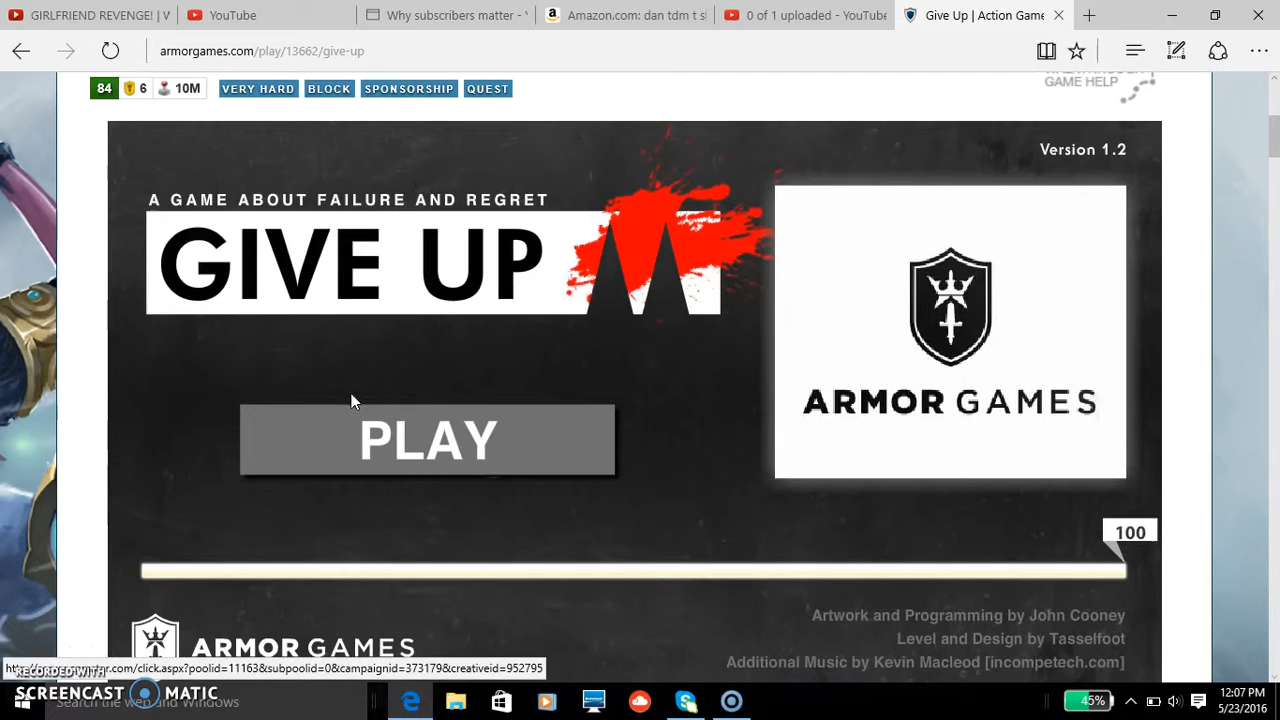 GIRLFRIEND REVENGE! | V
YouTube
Why subscribers matter - Y
Amazon.com: dan tdm t sh
0 of 1 uploaded - YouTube
Give Up | Action Game
armorgames.com/play/13662/give-up
84 6 10M VERY HARD BLOCK SPONSORSHIP QUEST
GAME HELP
Version 1.2
A GAME ABOUT FAILURE AND REGRET
GIVE UP
ARMOR GAMES
PLAY
100
Artwork and Programming by John Cooney
Level and Design by Tasselfoot
Additional Music by Kevin Macleod [incompetech.com]
ARMOR GAMES
.com/click.aspx?poolid=11163&subpoolid=0&campaignid=373179&creativeid=952795
RECORDED WITH
SCREENCAST MATIC
Search the web and Windows
45%
12:07 PM
5/23/2016